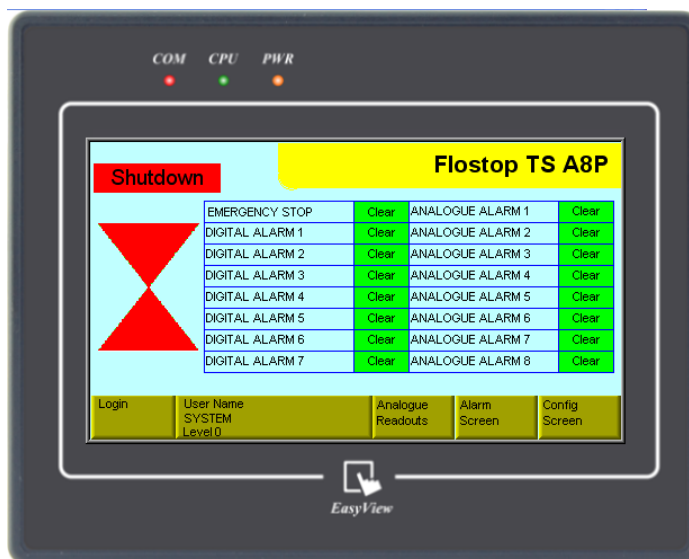 COM CPU PWR
Flostop TS A8P
Shutdown
EMERGENCY STOP Clear ANALOGUE ALARM 1 Clear
DIGITAL ALARM 1 Clear ANALOGUE ALARM 2 Clear
DIGITAL ALARM 2 Clear ANALOGUE ALARM 3 Clear
DIGITAL ALARM 3 Clear ANALOGUE ALARM 4 Clear
DIGITAL ALARM 4 Clear ANALOGUE ALARM 5 Clear
DIGITAL ALARM 5 Clear ANALOGUE ALARM 6 Clear
DIGITAL ALARM 6 Clear ANALOGUE ALARM 7 Clear
DIGITAL ALARM 7 Clear ANALOGUE ALARM 8 Clear
Login
User Name
SYSTEM
Level 0
Analogue
Readouts
Alarm
Screen
Config
Screen
EasyView